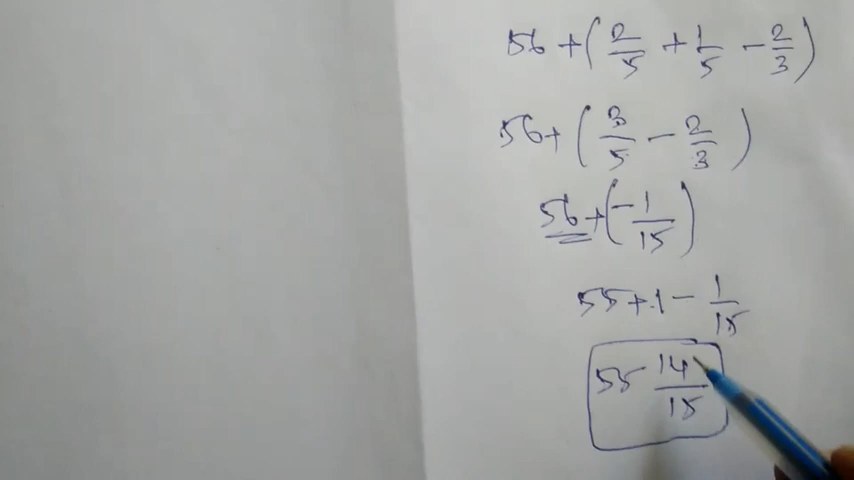 56 + ( 2/5 + 1/5 - 2/3 )
56 + ( 3/5 - 2/3 )
56 + ( - 1/15 )
55 + 1 - 1/15
55 14/15